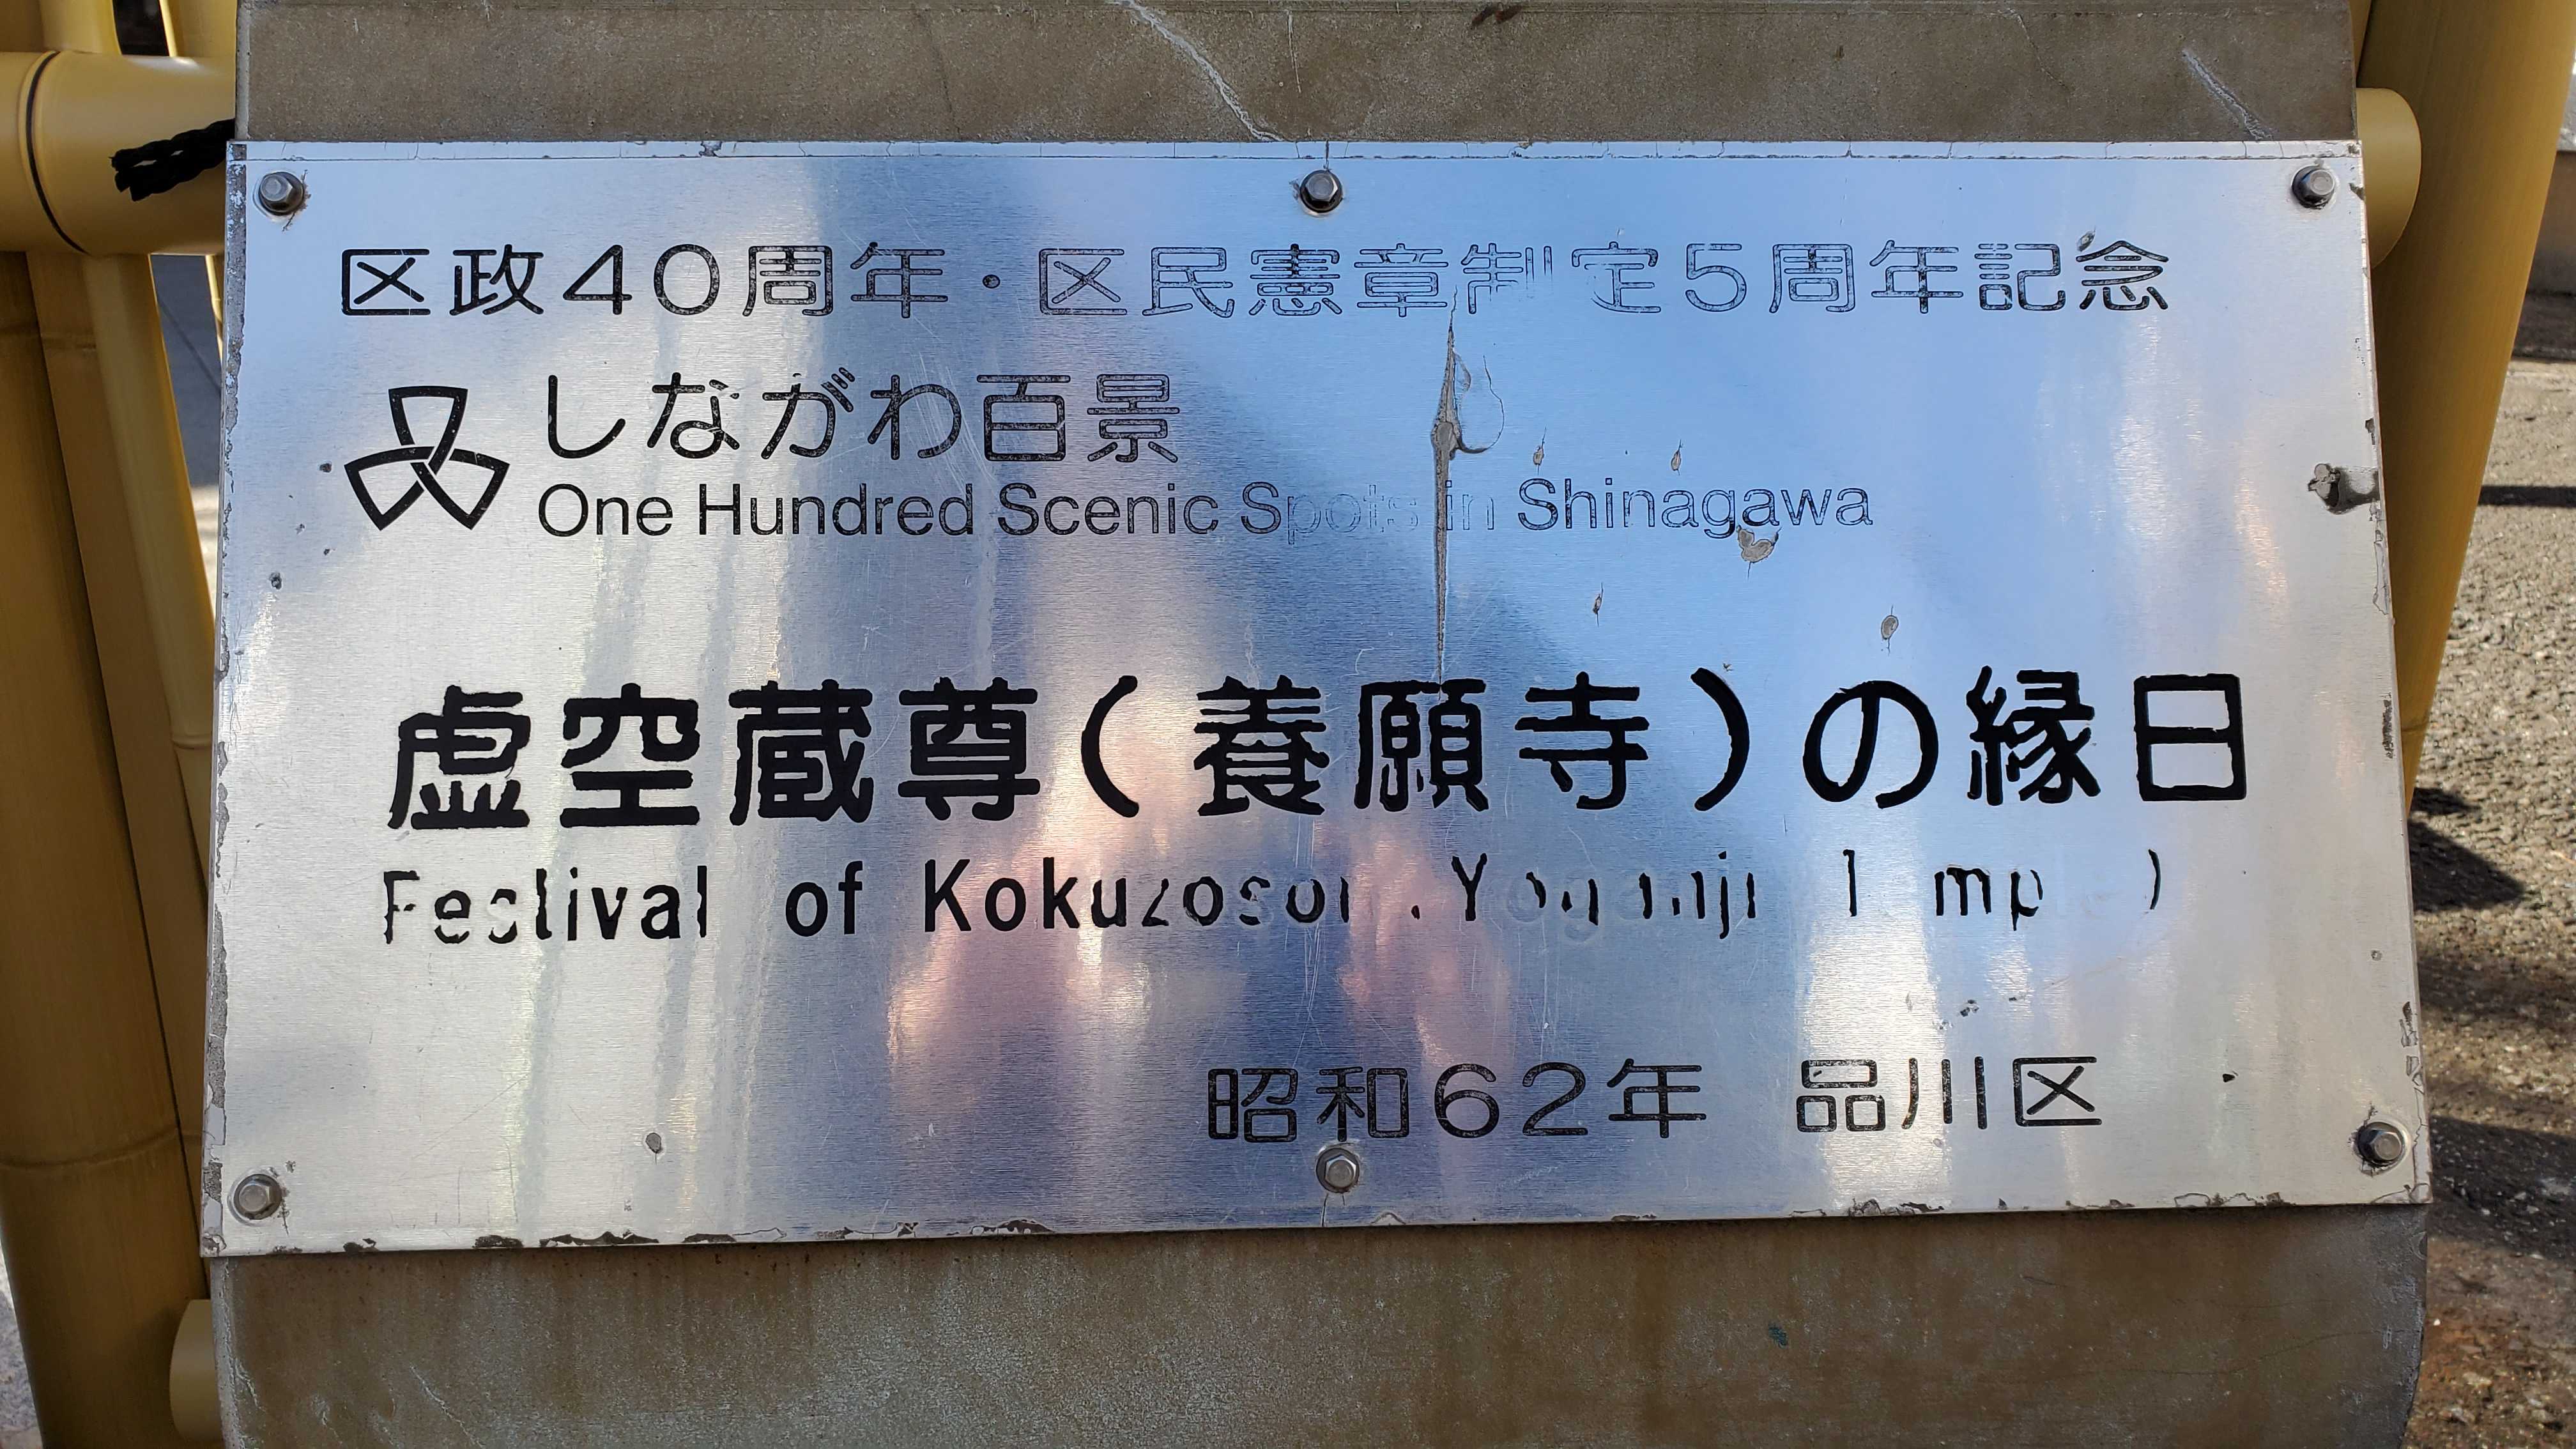 区政40周年・区民憲章制定5周年記念
しながわ百景
One Hundred Scenic Spots in Shinagawa
虚空蔵尊(養願寺)の縁日
Festival of Kokuzoson (Yoganji Temple)
昭和62年 品川区